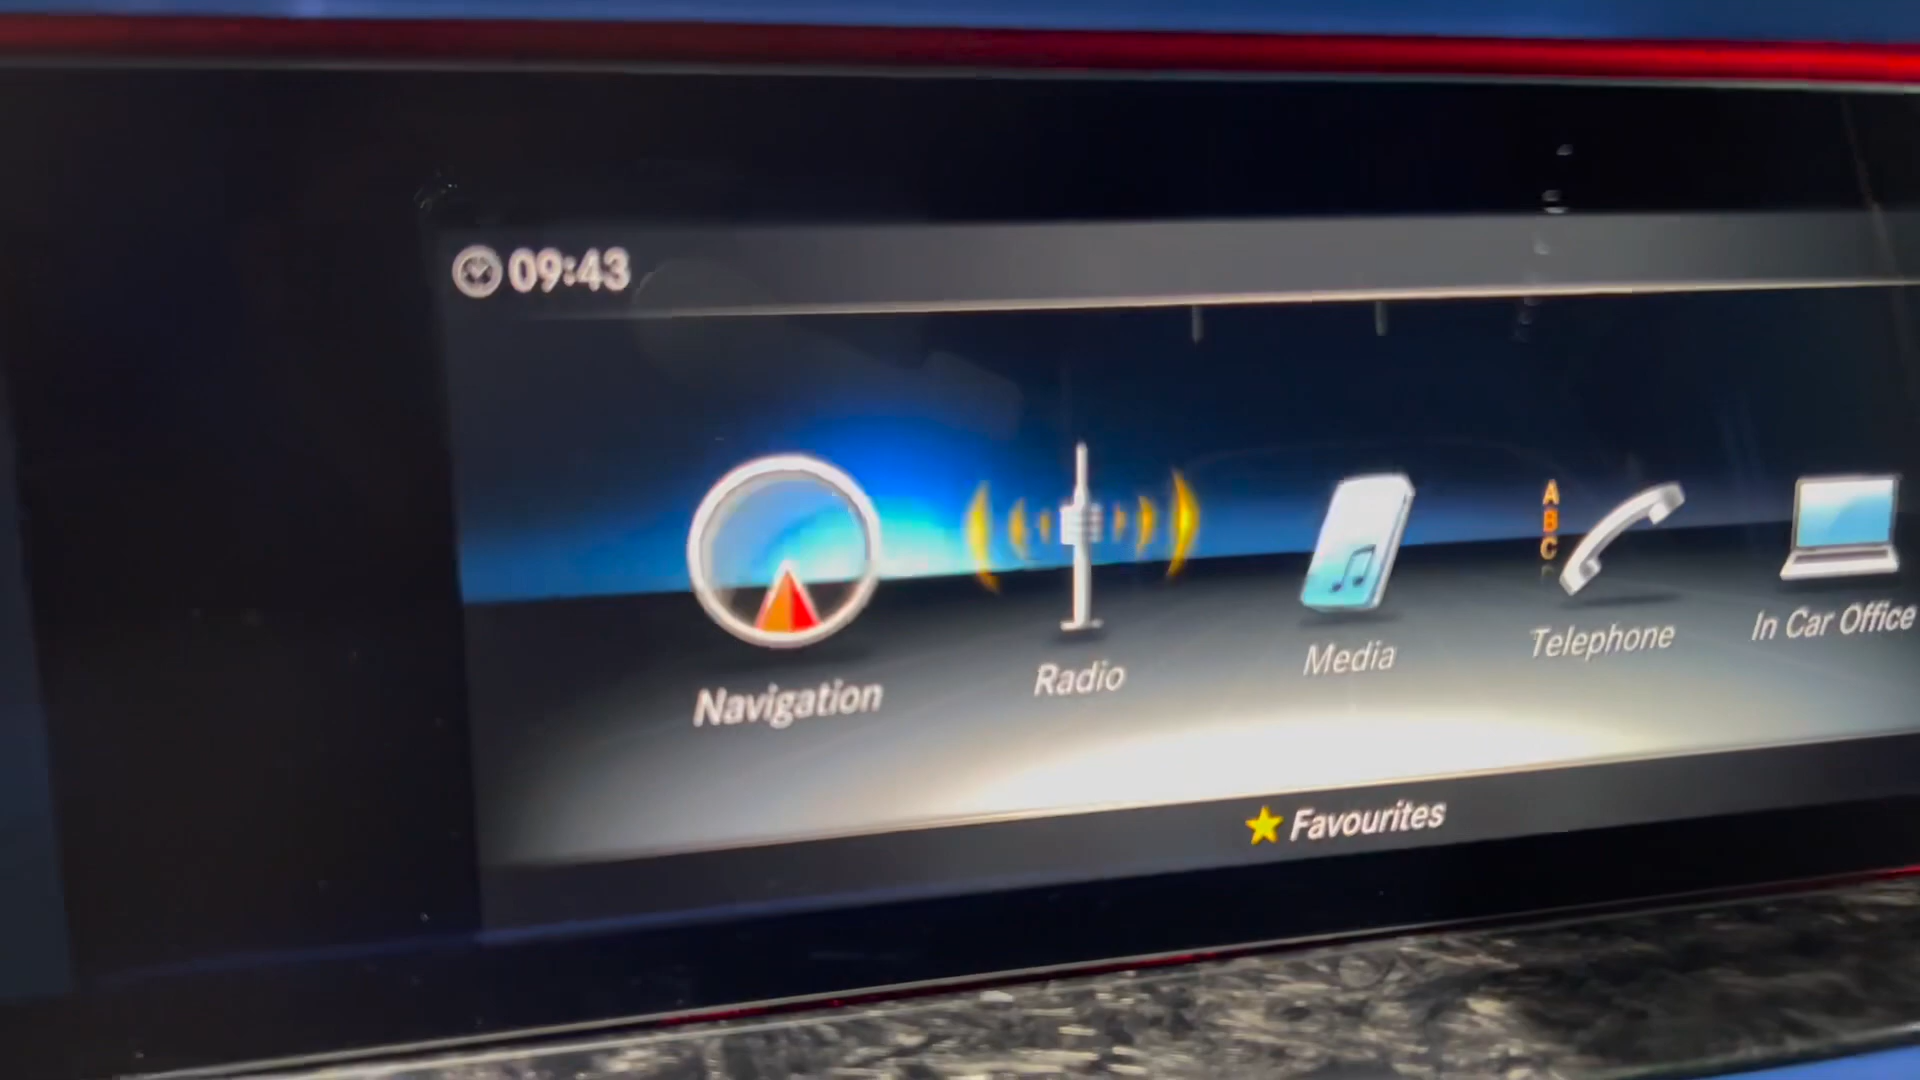 09:43
Navigation
Radio
Media
A
B
C
Telephone
In Car Office
Favourites